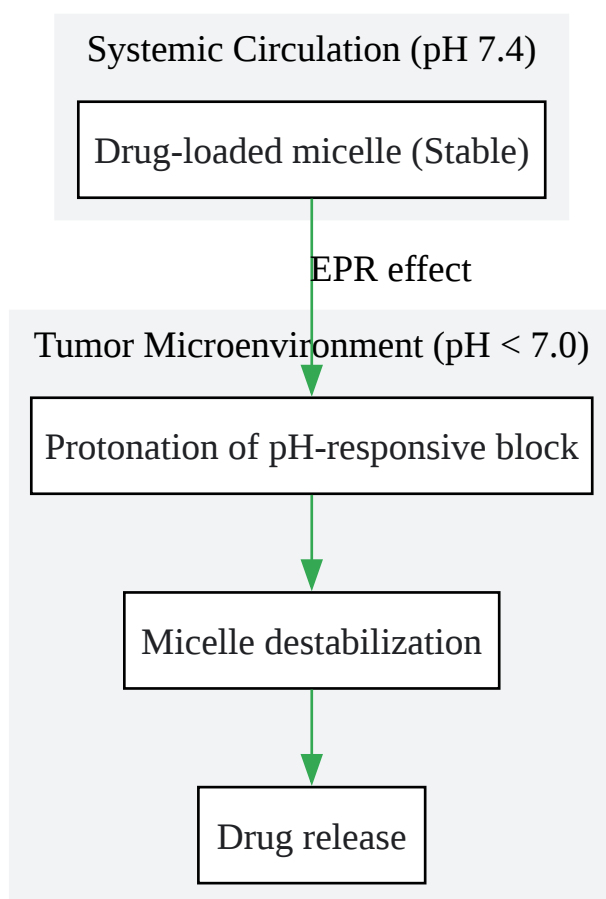 Systemic Circulation (pH 7.4)
Drug-loaded micelle (Stable)
EPR effect
Tumor Microenvironment (pH < 7.0)
Protonation of pH-responsive block
Micelle destabilization
Drug release